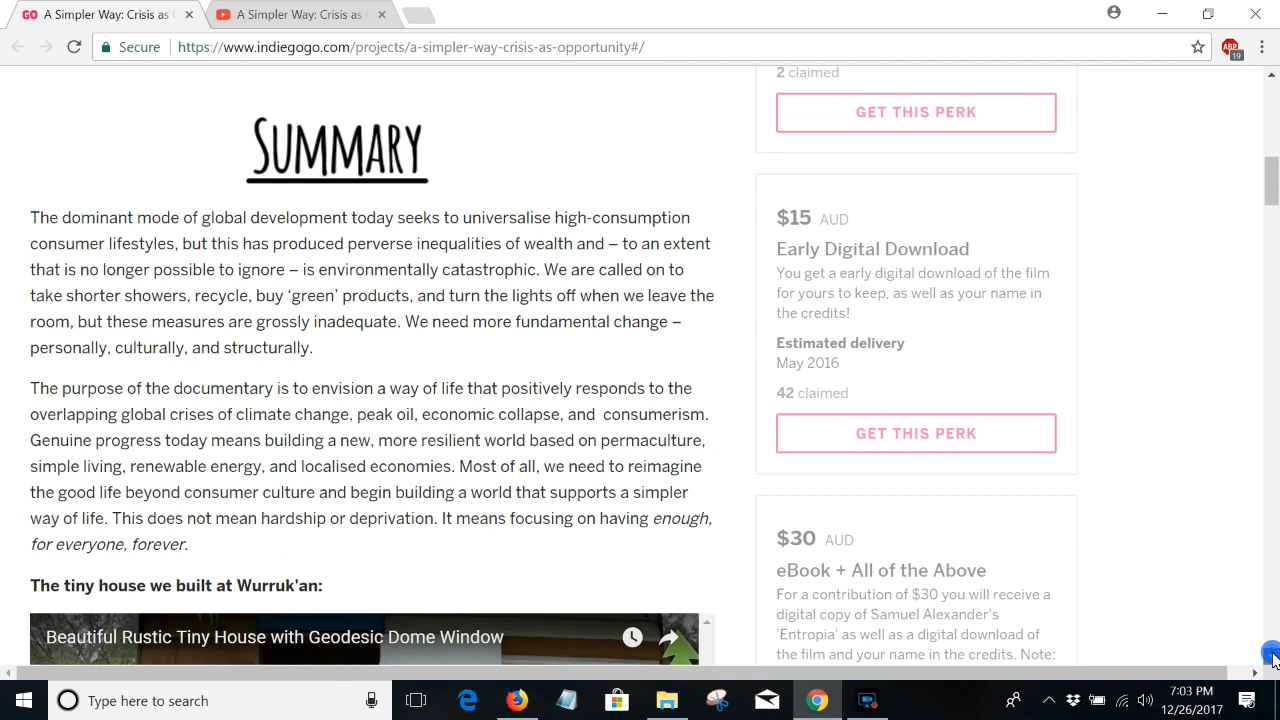 GO A Simpler Way: Crisis as
A Simpler Way: Crisis as
Secure https://www.indiegogo.com/projects/a-simpler-way-crisis-as-opportunity#/
ABP
19
SUMMARY
The dominant mode of global development today seeks to universalise high-consumption
consumer lifestyles, but this has produced perverse inequalities of wealth and – to an extent
that is no longer possible to ignore – is environmentally catastrophic. We are called on to
take shorter showers, recycle, buy ‘green’ products, and turn the lights off when we leave the
room, but these measures are grossly inadequate. We need more fundamental change –
personally, culturally, and structurally.
The purpose of the documentary is to envision a way of life that positively responds to the
overlapping global crises of climate change, peak oil, economic collapse, and consumerism.
Genuine progress today means building a new, more resilient world based on permaculture,
simple living, renewable energy, and localised economies. Most of all, we need to reimagine
the good life beyond consumer culture and begin building a world that supports a simpler
way of life. This does not mean hardship or deprivation. It means focusing on having enough,
for everyone, forever.
The tiny house we built at Wurruk'an:
Beautiful Rustic Tiny House with Geodesic Dome Window
2 claimed
GET THIS PERK
$15 AUD
Early Digital Download
You get a early digital download of the film
for yours to keep, as well as your name in
the credits!
Estimated delivery
May 2016
42 claimed
GET THIS PERK
$30 AUD
eBook + All of the Above
For a contribution of $30 you will receive a
digital copy of Samuel Alexander's
'Entropia' as well as a digital download of
the film and your name in the credits. Note:
Type here to search
7:03 PM
12/26/2017